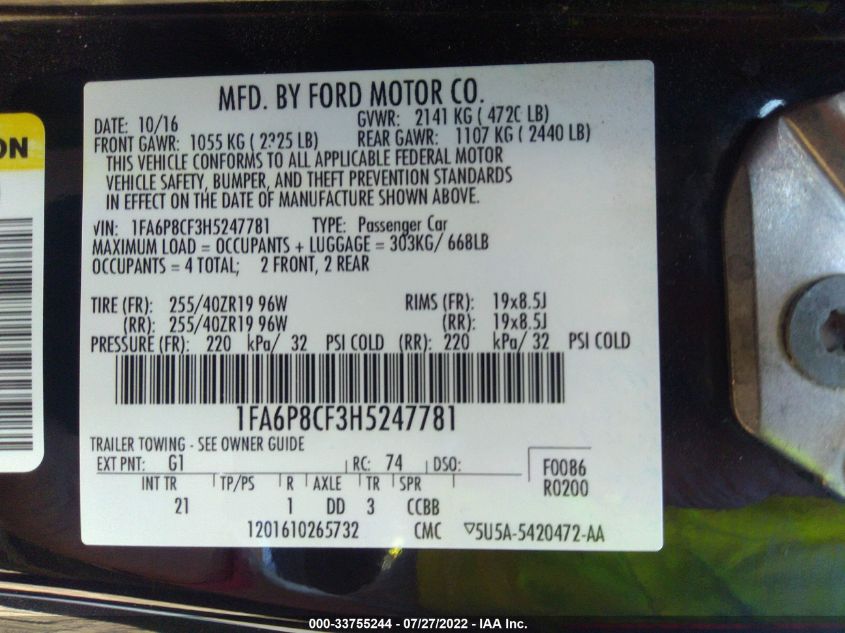 MFD. BY FORD MOTOR CO.
DATE: 10/16 GVWR: 2141 KG ( 4720 LB)
FRONT GAWR: 1055 KG ( 2325 LB) REAR GAWR: 1107 KG ( 2440 LB)
THIS VEHICLE CONFORMS TO ALL APPLICABLE FEDERAL MOTOR
VEHICLE SAFETY, BUMPER, AND THEFT PREVENTION STANDARDS
IN EFFECT ON THE DATE OF MANUFACTURE SHOWN ABOVE.
VIN: 1FA6P8CF3H5247781 TYPE: Passenger Car
MAXIMUM LOAD = OCCUPANTS + LUGGAGE = 303KG/ 668LB
OCCUPANTS = 4 TOTAL; 2 FRONT, 2 REAR
TIRE (FR): 255/40ZR19 96W RIMS (FR): 19x8.5J
(RR): 255/40ZR19 96W (RR): 19x8.5J
PRESSURE (FR): 220 kPa/ 32 PSI COLD (RR): 220 kPa/ 32 PSI COLD
1FA6P8CF3H5247781
TRAILER TOWING - SEE OWNER GUIDE
EXT PNT: G1 RC: 74 DSO: F0086
INT TR TP/PS R AXLE TR SPR R0200
21 1 DD 3 CCBB
1201610265732 CMC ▽5U5A-5420472-AA
ON
000-33755244 - 07/27/2022 - IAA Inc.